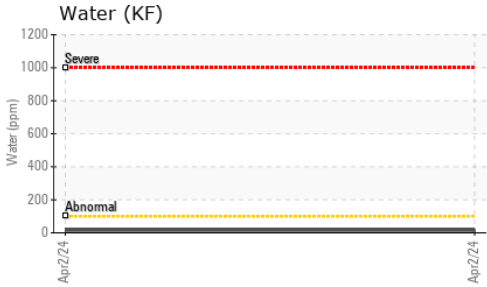 Water (KF)
1200
Severe
1000
800
600
400
200
Abnormal
0
Water (ppm)
Apr2/24
Apr2/24